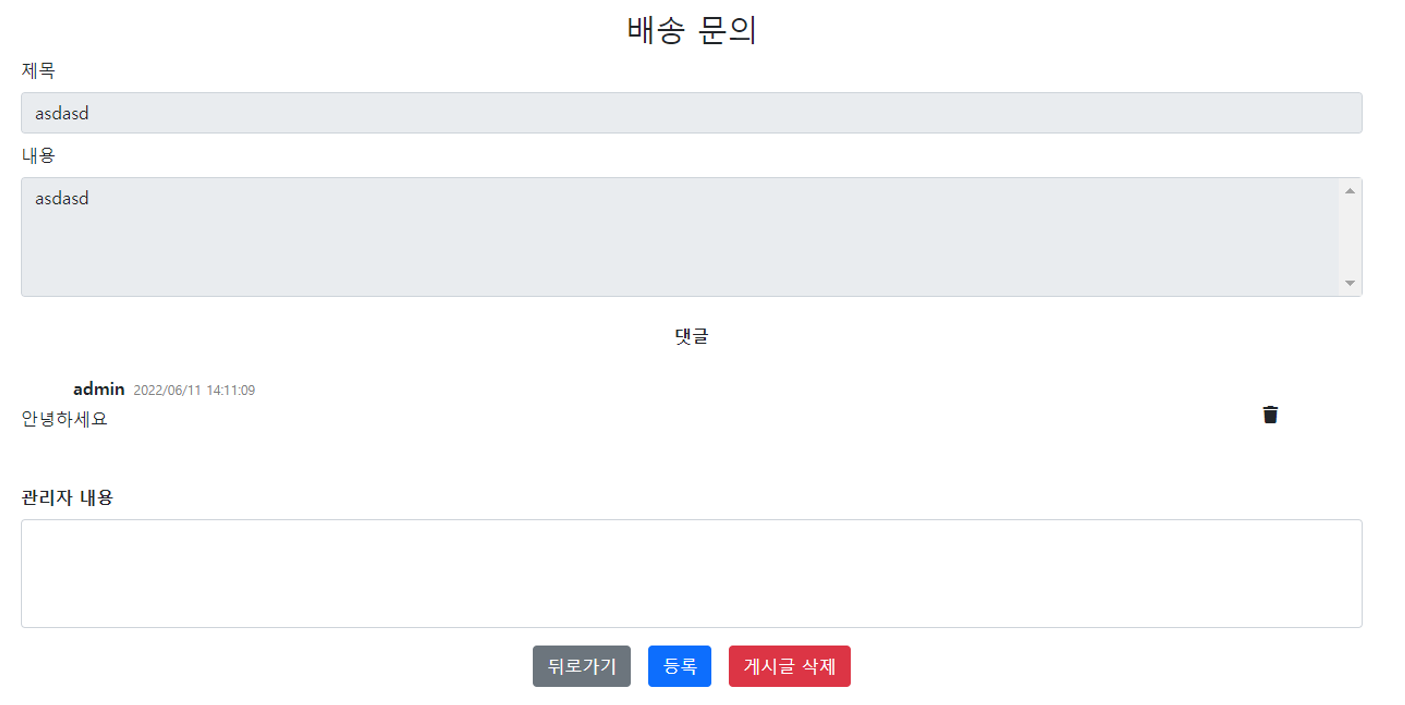 배송 문의
제목
asdasd
내용
asdasd
댓글
admin 2022/06/11 14:11:09
안녕하세요
관리자 내용
뒤로가기 등록 게시글 삭제